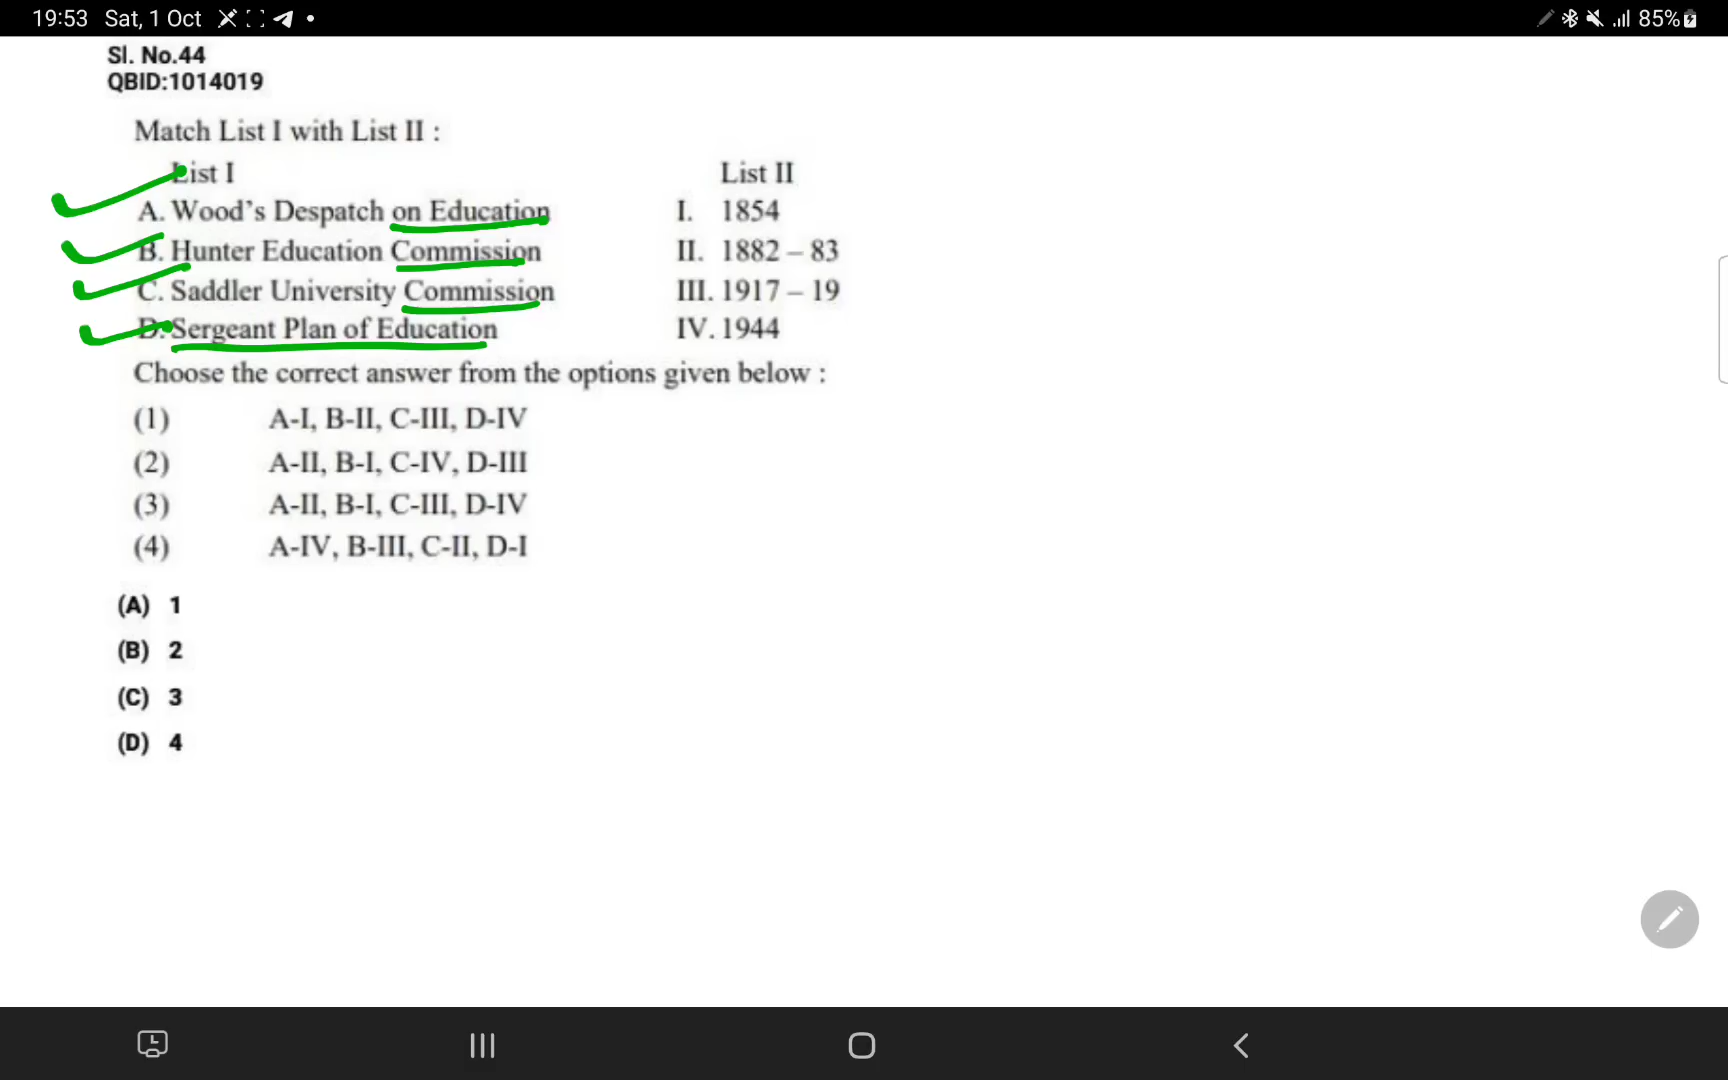 19:53 Sat, 1 Oct 85%
Sl. No.44
QBID:1014019
Match List I with List II :
List I List II
A. Wood's Despatch on Education I. 1854
B. Hunter Education Commission II. 1882 – 83
C. Saddler University Commission III. 1917 – 19
D. Sergeant Plan of Education IV. 1944
Choose the correct answer from the options given below :
(1) A-I, B-II, C-III, D-IV
(2) A-II, B-I, C-IV, D-III
(3) A-II, B-I, C-III, D-IV
(4) A-IV, B-III, C-II, D-I
(A) 1
(B) 2
(C) 3
(D) 4